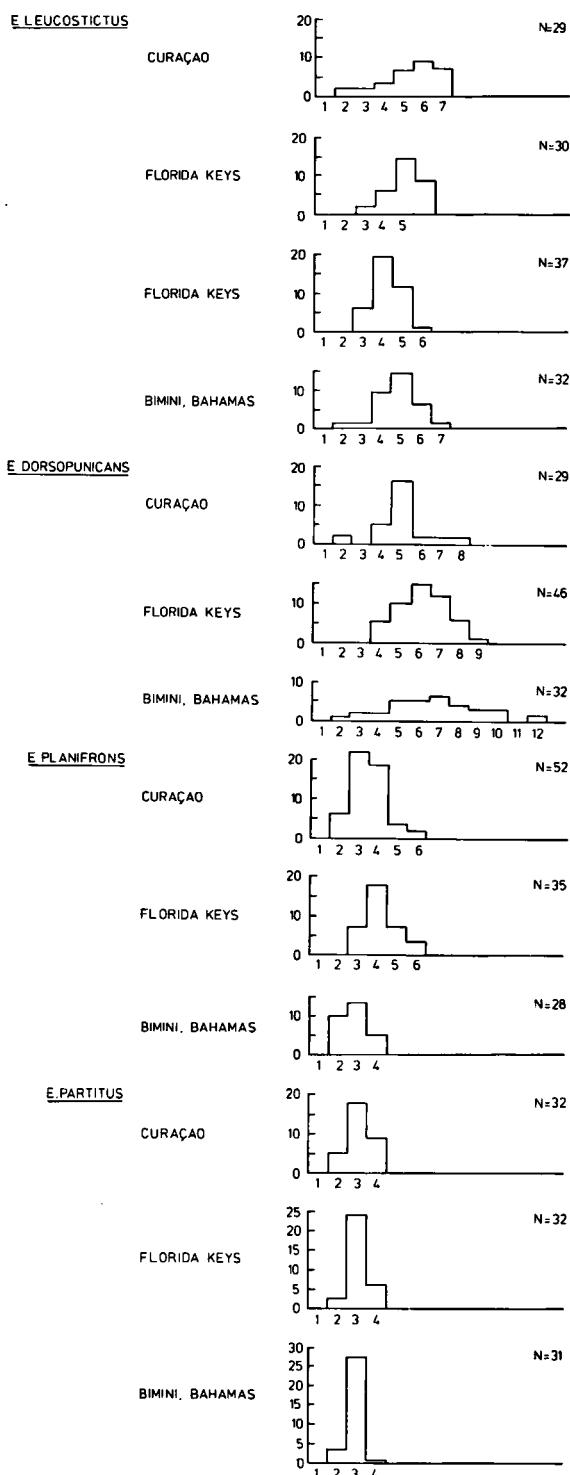 E LEUCOSTICTUS
N=29
CURAÇAO
20
10
0
1 2 3 4 5 6 7
N=30
FLORIDA KEYS
20
10
0
1 2 3 4 5
N=37
FLORIDA KEYS
20
10
0
1 2 3 4 5 6
N=32
BIMINI, BAHAMAS
10
0
1 2 3 4 5 6 7
E DORSOPUNICANS
N=29
CURAÇAO
20
10
0
1 2 3 4 5 6 7 8
N=46
FLORIDA KEYS
10
0
1 2 3 4 5 6 7 8 9
N=32
BIMINI, BAHAMAS
10
0
1 2 3 4 5 6 7 8 9 10 11 12
E PLANIFRONS
N=52
CURAÇAO
20
10
0
1 2 3 4 5 6
N=35
FLORIDA KEYS
20
10
0
1 2 3 4 5 6
N=28
BIMINI, BAHAMAS
10
0
1 2 3 4
E.PARTITUS
N=32
CURAÇAO
20
10
0
1 2 3 4
N=32
FLORIDA KEYS
25
20
15
10
5
0
1 2 3 4
N=31
BIMINI, BAHAMAS
30
25
20
15
10
5
0
1 2 3 4